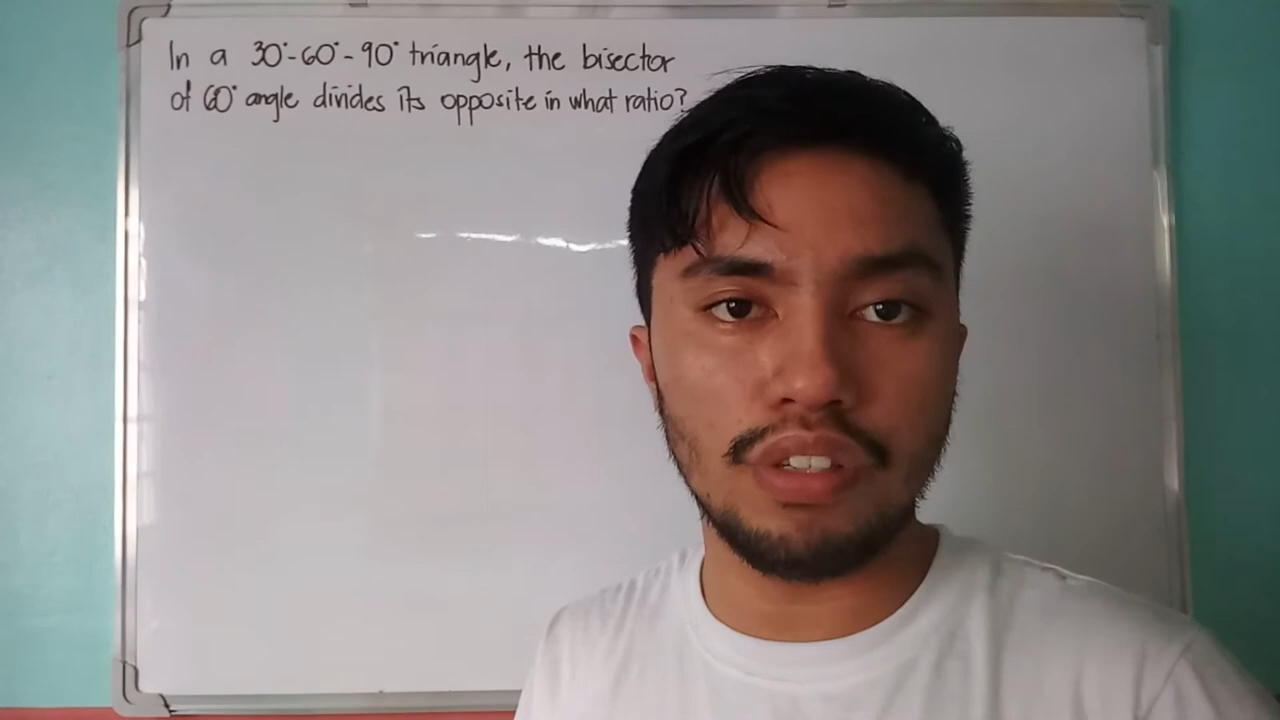 In a 30°-60°-90° triangle, the bisector
of 60° angle divides its opposite in what ratio?